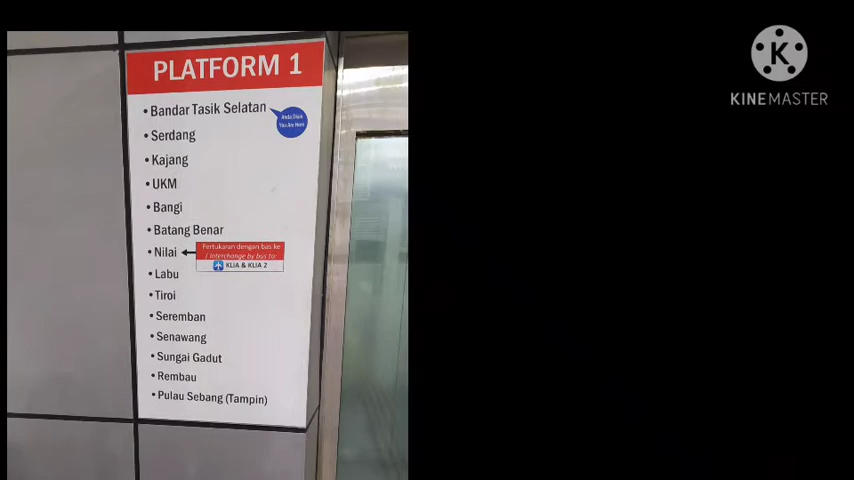 PLATFORM 1
• Bandar Tasik Selatan
Anda Disini
You Are Here
• Serdang
• Kajang
• UKM
• Bangi
• Batang Benar
• Nilai
Pertukaran dengan bas ke
/ Interchange by bus to:
KLIA & KLIA 2
• Labu
• Tiroi
• Seremban
• Senawang
• Sungai Gadut
• Rembau
• Pulau Sebang (Tampin)
K
KINEMASTER